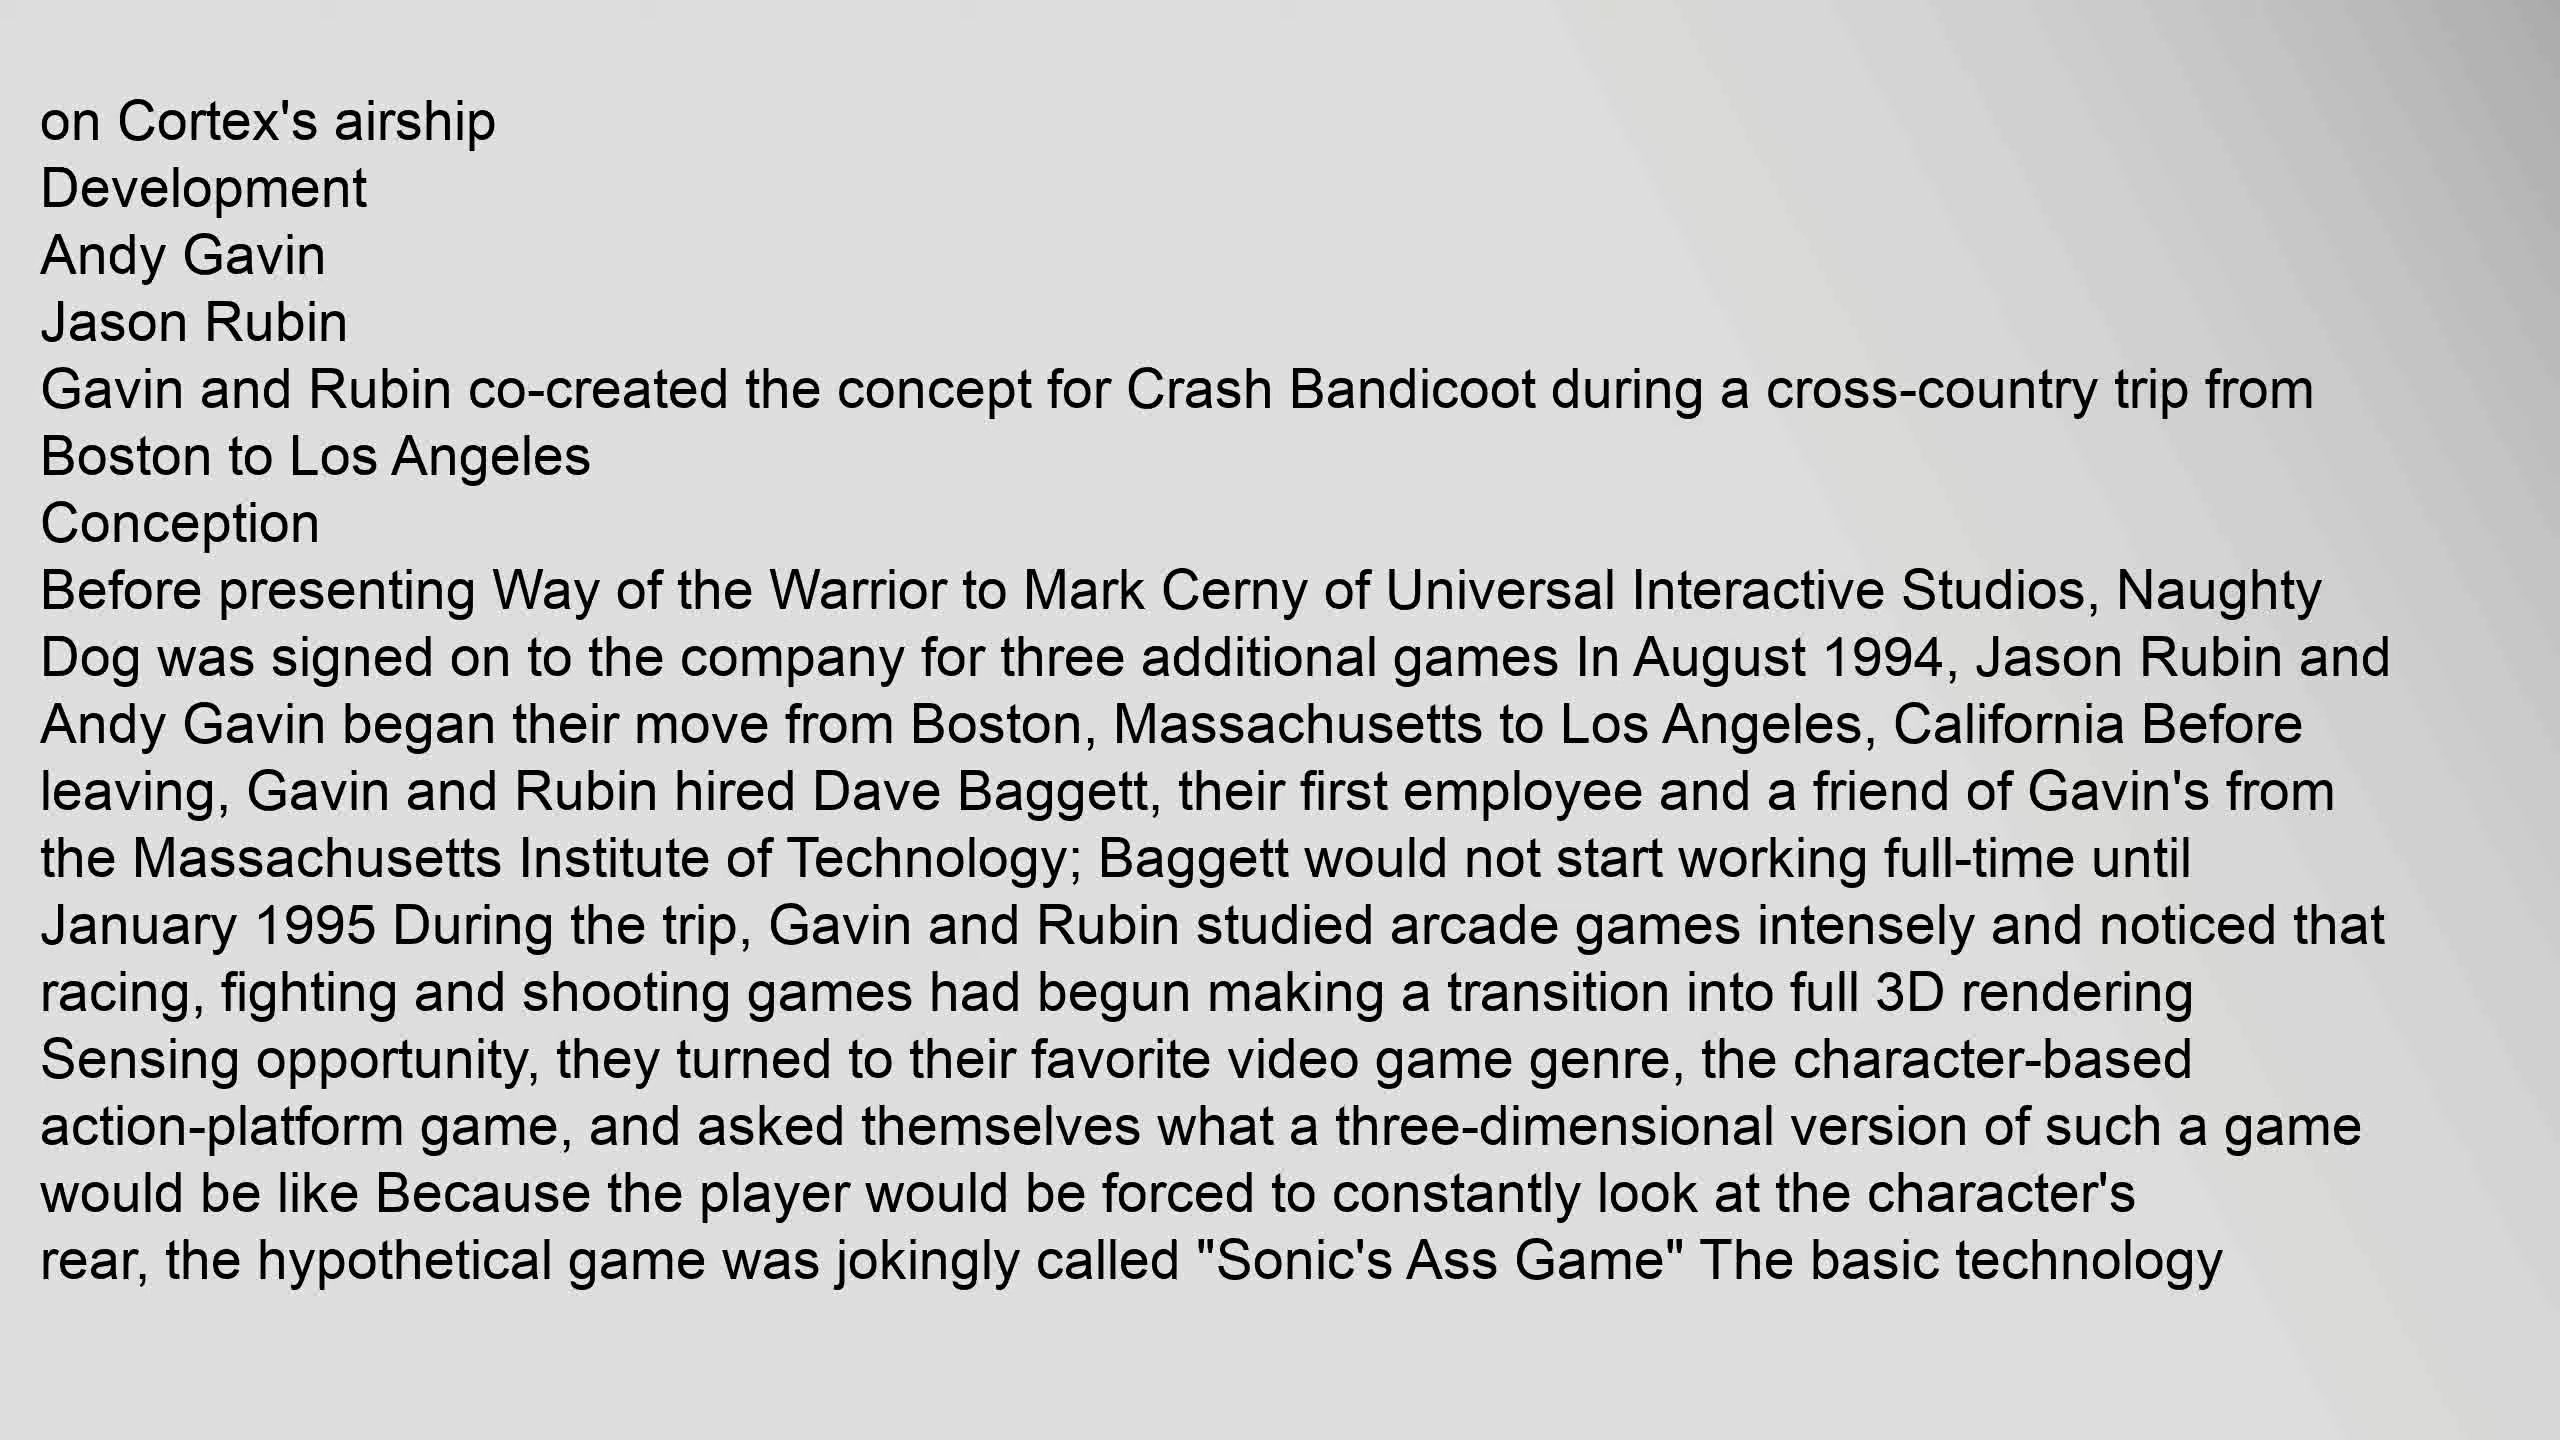 on Cortex's airship
Development
Andy Gavin
Jason Rubin
Gavin and Rubin co-created the concept for Crash Bandicoot during a cross-country trip from
Boston to Los Angeles
Conception
Before presenting Way of the Warrior to Mark Cerny of Universal Interactive Studios, Naughty
Dog was signed on to the company for three additional games In August 1994, Jason Rubin and
Andy Gavin began their move from Boston, Massachusetts to Los Angeles, California Before
leaving, Gavin and Rubin hired Dave Baggett, their first employee and a friend of Gavin's from
the Massachusetts Institute of Technology; Baggett would not start working full-time until
January 1995 During the trip, Gavin and Rubin studied arcade games intensely and noticed that
racing, fighting and shooting games had begun making a transition into full 3D rendering
Sensing opportunity, they turned to their favorite video game genre, the character-based
action-platform game, and asked themselves what a three-dimensional version of such a game
would be like Because the player would be forced to constantly look at the character's
rear, the hypothetical game was jokingly called "Sonic's Ass Game" The basic technology